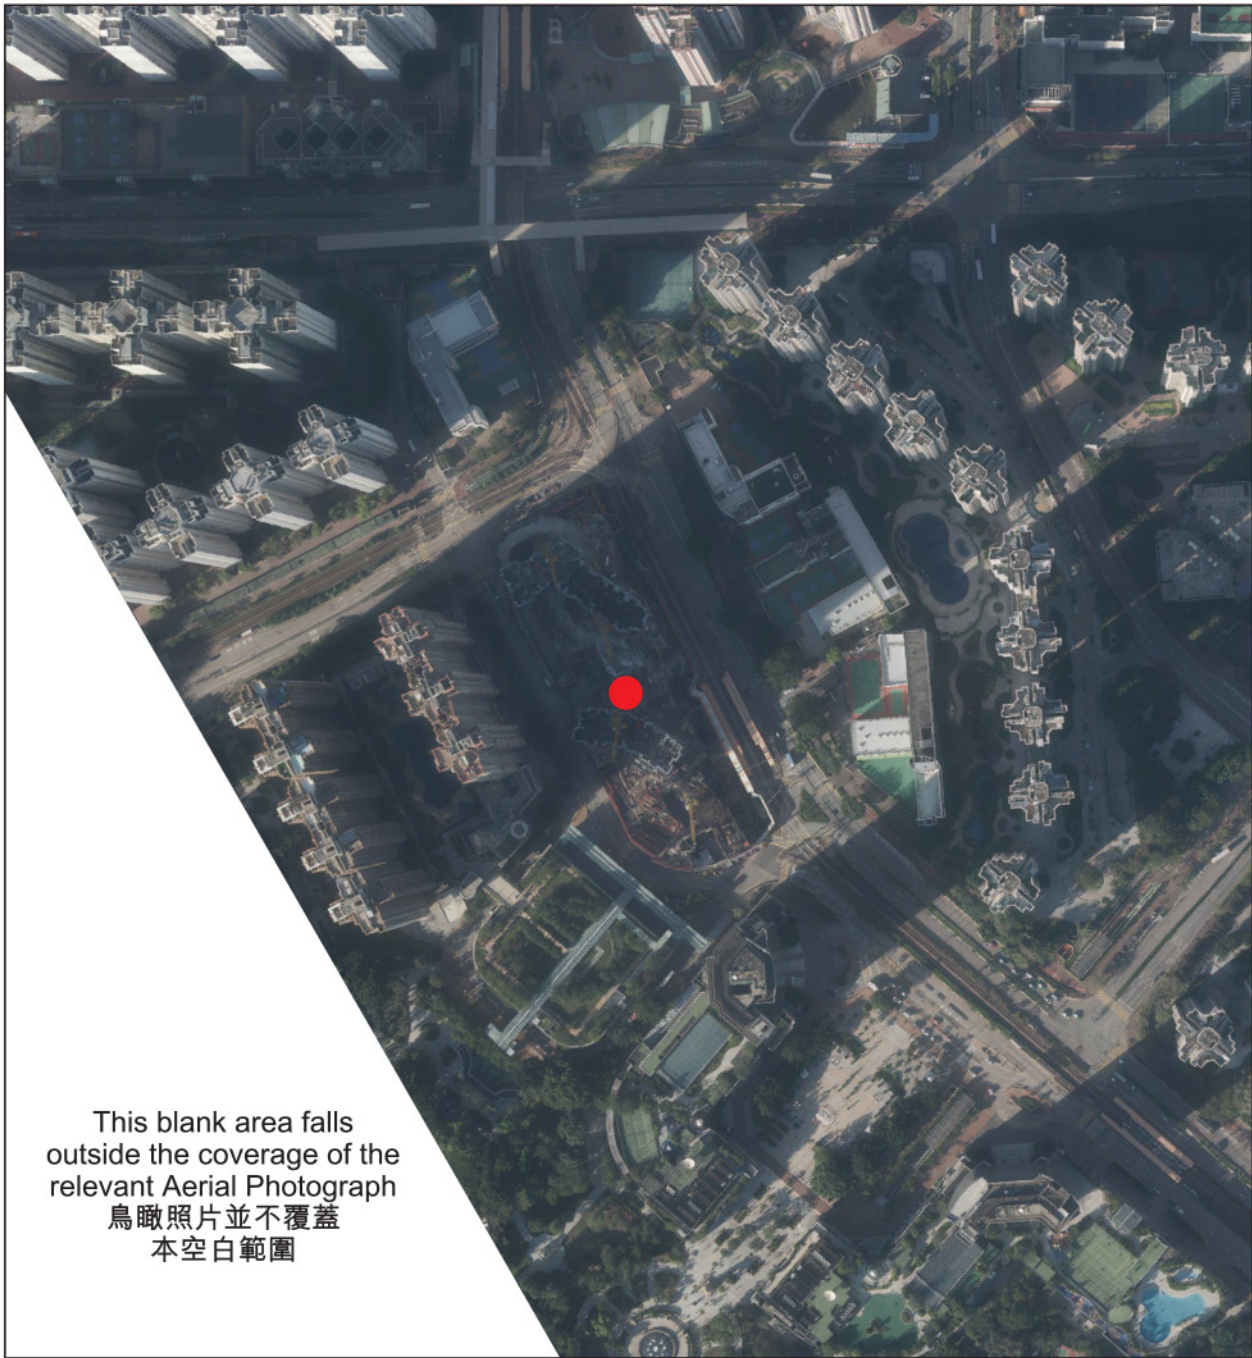 This blank area falls
outside the coverage of the
relevant Aerial Photograph
鳥瞰照片並不覆蓋
本空白範圍